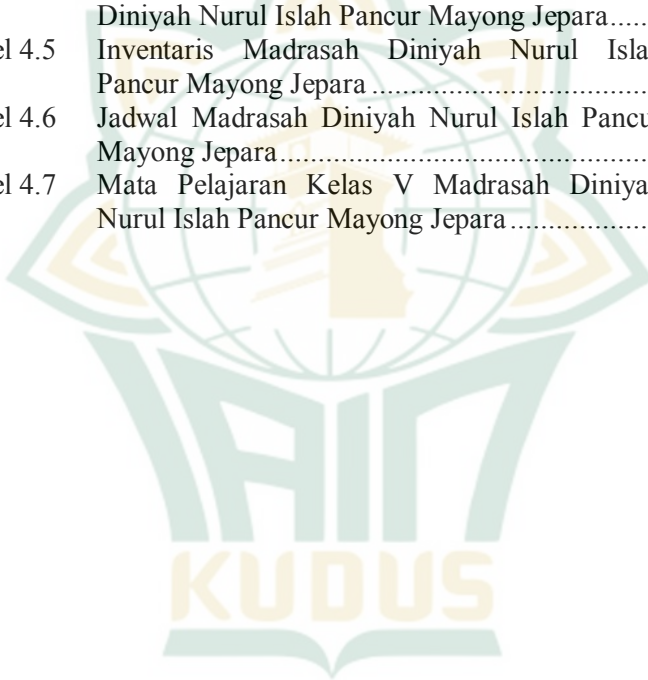 Diniyah Nurul Islah Pancur Mayong Jepara.....
el 4.5 Inventaris Madrasah Diniyah Nurul Isla
Pancur Mayong Jepara ....................................
el 4.6 Jadwal Madrasah Diniyah Nurul Islah Pancu
Mayong Jepara..................................................
el 4.7 Mata Pelajaran Kelas V Madrasah Diniya
Nurul Islah Pancur Mayong Jepara ..................
IAIN
KUDUS